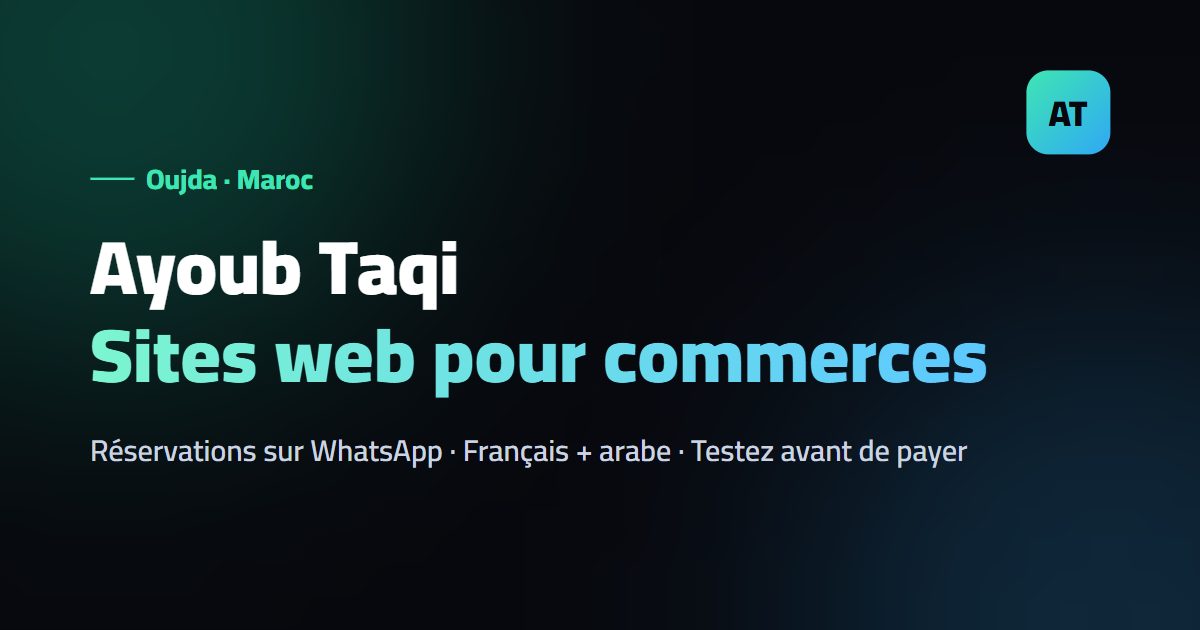 AT
Oujda · Maroc
Ayoub Taqi
Sites web pour commerces
Réservations sur WhatsApp · Français + arabe · Testez avant de payer